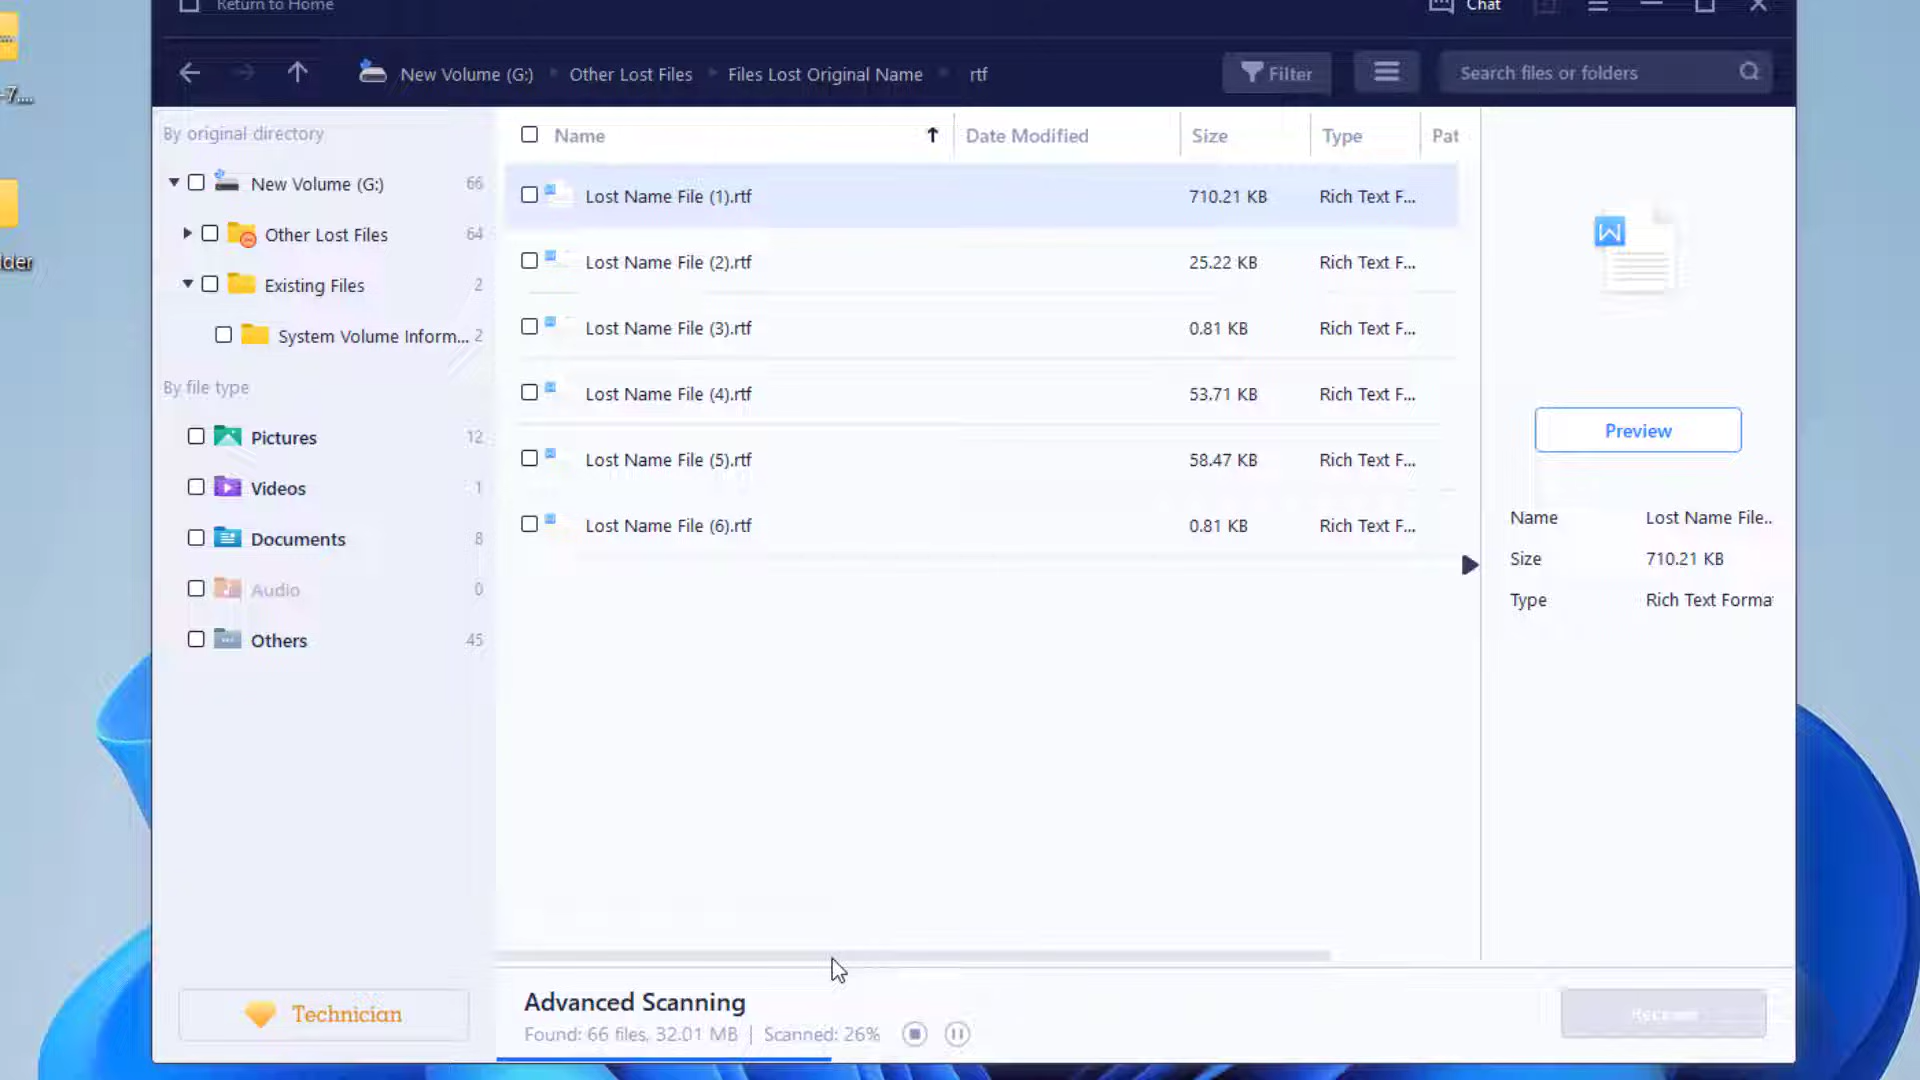 Return to Home
Chat
New Volume (G:) Other Lost Files Files Lost Original Name rtf
Filter
Search files or folders
-7....
lder
By original directory
New Volume (G:) 66
Other Lost Files 64
Existing Files 2
System Volume Inform... 2
By file type
Pictures 12
Videos 1
Documents 8
Audio 0
Others 45
Technician
Name Date Modified Size Type Pat
Lost Name File (1).rtf 710.21 KB Rich Text F...
Lost Name File (2).rtf 25.22 KB Rich Text F...
Lost Name File (3).rtf 0.81 KB Rich Text F...
Lost Name File (4).rtf 53.71 KB Rich Text F...
Lost Name File (5).rtf 58.47 KB Rich Text F...
Lost Name File (6).rtf 0.81 KB Rich Text F...
Preview
Name Lost Name File..
Size 710.21 KB
Type Rich Text Forma
Advanced Scanning
Found: 66 files, 32.01 MB | Scanned: 26%